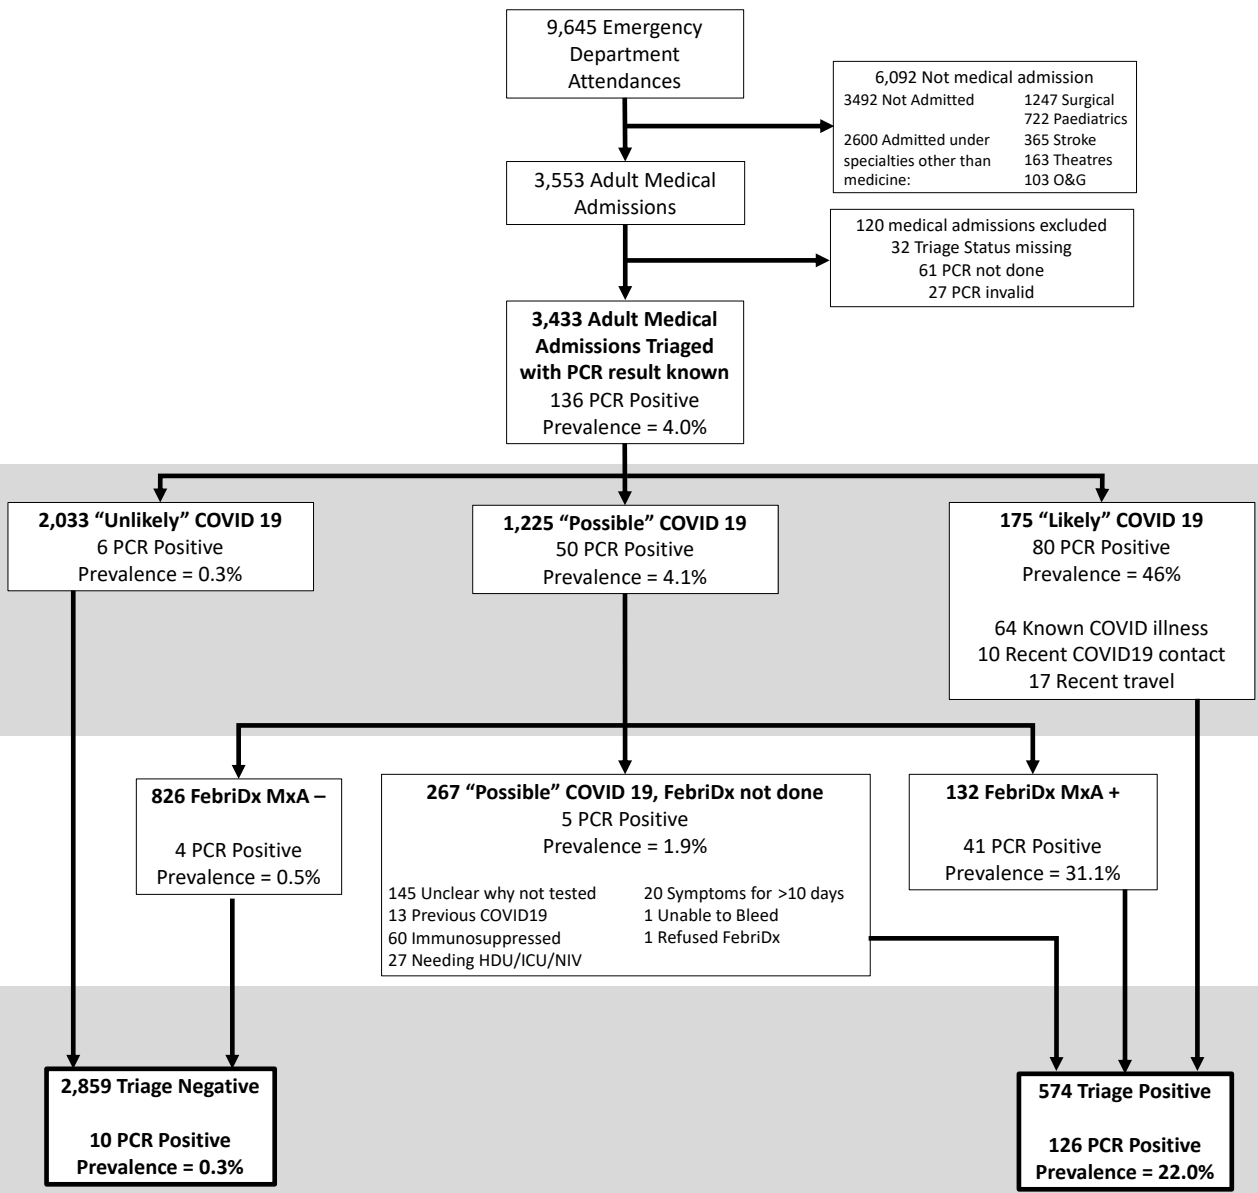 9,645 Emergency
Department
Attendances
6,092 Not medical admission
3492 Not Admitted
2600 Admitted under
specialties other than
medicine:
1247 Surgical
722 Paediatrics
365 Stroke
163 Theatres
103 O&G
3,553 Adult Medical
Admissions
120 medical admissions excluded
32 Triage Status missing
61 PCR not done
27 PCR invalid
3,433 Adult Medical
Admissions Triaged
with PCR result known
136 PCR Positive
Prevalence = 4.0%
2,033 “Unlikely” COVID 19
6 PCR Positive
Prevalence = 0.3%
1,225 “Possible” COVID 19
50 PCR Positive
Prevalence = 4.1%
175 “Likely” COVID 19
80 PCR Positive
Prevalence = 46%
64 Known COVID illness
10 Recent COVID19 contact
17 Recent travel
826 FebriDx MxA –
4 PCR Positive
Prevalence = 0.5%
267 “Possible” COVID 19, FebriDx not done
5 PCR Positive
Prevalence = 1.9%
145 Unclear why not tested
13 Previous COVID19
60 Immunosuppressed
27 Needing HDU/ICU/NIV
20 Symptoms for >10 days
1 Unable to Bleed
1 Refused FebriDx
132 FebriDx MxA +
41 PCR Positive
Prevalence = 31.1%
2,859 Triage Negative
10 PCR Positive
Prevalence = 0.3%
574 Triage Positive
126 PCR Positive
Prevalence = 22.0%